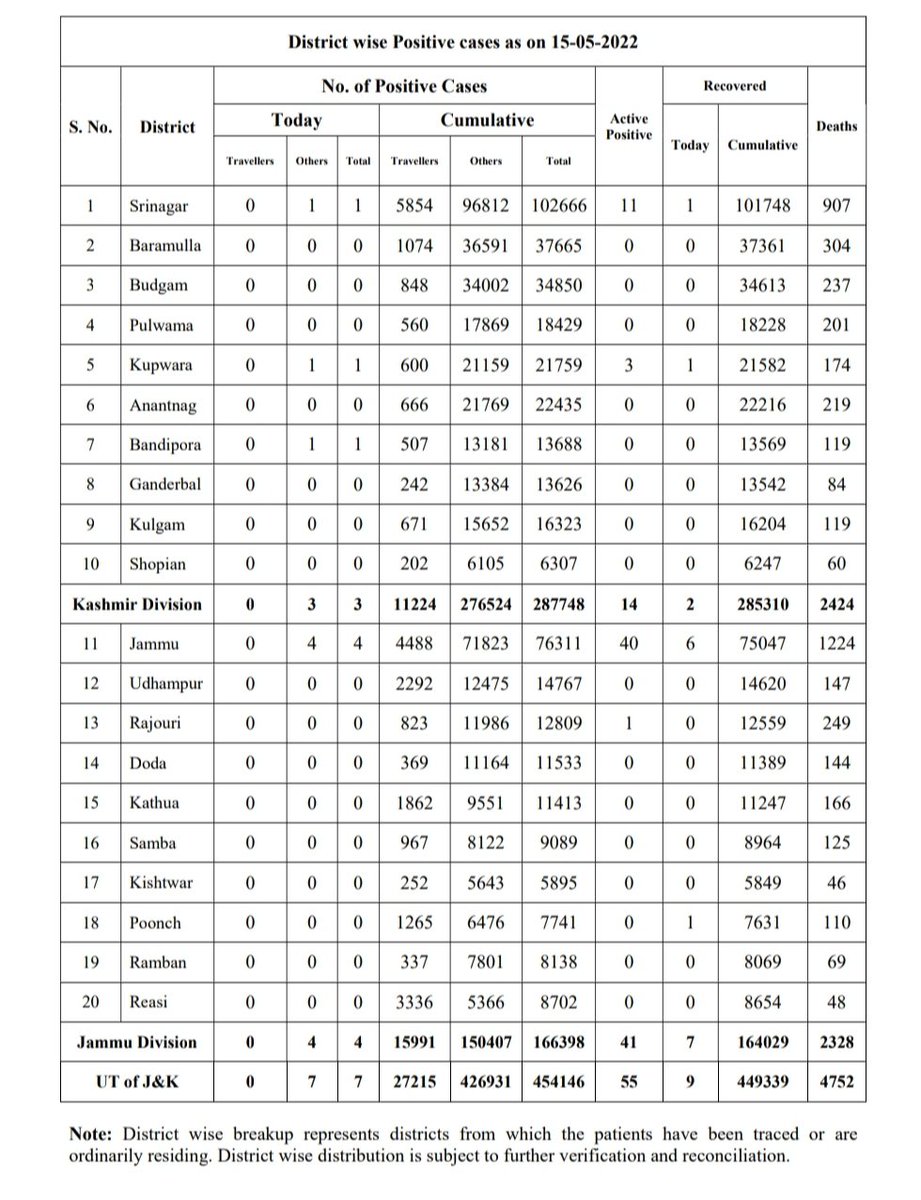 District wise Positive cases as on 15-05-2022
S. No. District No. of Positive Cases Active Positive Recovered Deaths
Today Cumulative Today Cumulative
Travellers Others Total Travellers Others Total
1 Srinagar 0 1 1 5854 96812 102666 11 1 101748 907
2 Baramulla 0 0 0 1074 36591 37665 0 0 37361 304
3 Budgam 0 0 0 848 34002 34850 0 0 34613 237
4 Pulwama 0 0 0 560 17869 18429 0 0 18228 201
5 Kupwara 0 1 1 600 21159 21759 3 1 21582 174
6 Anantnag 0 0 0 666 21769 22435 0 0 22216 219
7 Bandipora 0 1 1 507 13181 13688 0 0 13569 119
8 Ganderbal 0 0 0 242 13384 13626 0 0 13542 84
9 Kulgam 0 0 0 671 15652 16323 0 0 16204 119
10 Shopian 0 0 0 202 6105 6307 0 0 6247 60
Kashmir Division 0 3 3 11224 276524 287748 14 2 285310 2424
11 Jammu 0 4 4 4488 71823 76311 40 6 75047 1224
12 Udhampur 0 0 0 2292 12475 14767 0 0 14620 147
13 Rajouri 0 0 0 823 11986 12809 1 0 12559 249
14 Doda 0 0 0 369 11164 11533 0 0 11389 144
15 Kathua 0 0 0 1862 9551 11413 0 0 11247 166
16 Samba 0 0 0 967 8122 9089 0 0 8964 125
17 Kishtwar 0 0 0 252 5643 5895 0 0 5849 46
18 Poonch 0 0 0 1265 6476 7741 0 1 7631 110
19 Ramban 0 0 0 337 7801 8138 0 0 8069 69
20 Reasi 0 0 0 3336 5366 8702 0 0 8654 48
Jammu Division 0 4 4 15991 150407 166398 41 7 164029 2328
UT of J&K 0 7 7 27215 426931 454146 55 9 449339 4752
Note: District wise breakup represents districts from which the patients have been traced or are
ordinarily residing. District wise distribution is subject to further verification and reconciliation.